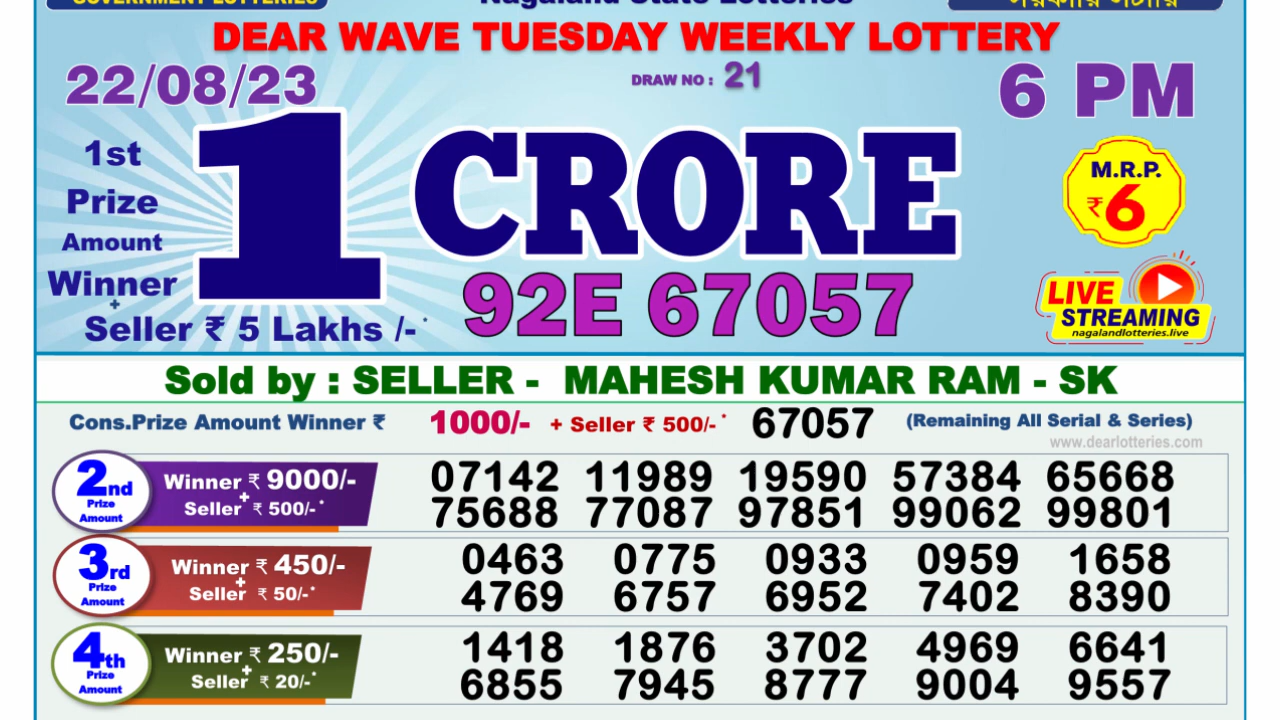 GOVERNMENT LOTTERIES
Nagaland State Lotteries
DEAR WAVE TUESDAY WEEKLY LOTTERY
22/08/23
DRAW NO : 21
6 PM
1st
Prize
Amount
Winner
+
Seller ₹ 5 Lakhs /-*
1 CRORE
92E 67057
M.R.P.
₹6
LIVE
STREAMING
nagalandlotteries.live
Sold by : SELLER - MAHESH KUMAR RAM - SK
Cons.Prize Amount Winner ₹ 1000/- + Seller ₹ 500/-* 67057 (Remaining All Serial & Series)
www.dearlotteries.com
2nd
Prize
Amount
Winner ₹ 9000/-
+
Seller ₹ 500/-*
07142 11989 19590 57384 65668
75688 77087 97851 99062 99801
3rd
Prize
Amount
Winner ₹ 450/-
+
Seller ₹ 50/-*
0463 0775 0933 0959 1658
4769 6757 6952 7402 8390
4th
Prize
Amount
Winner ₹ 250/-
+
Seller ₹ 20/-*
1418 1876 3702 4969 6641
6855 7945 8777 9004 9557